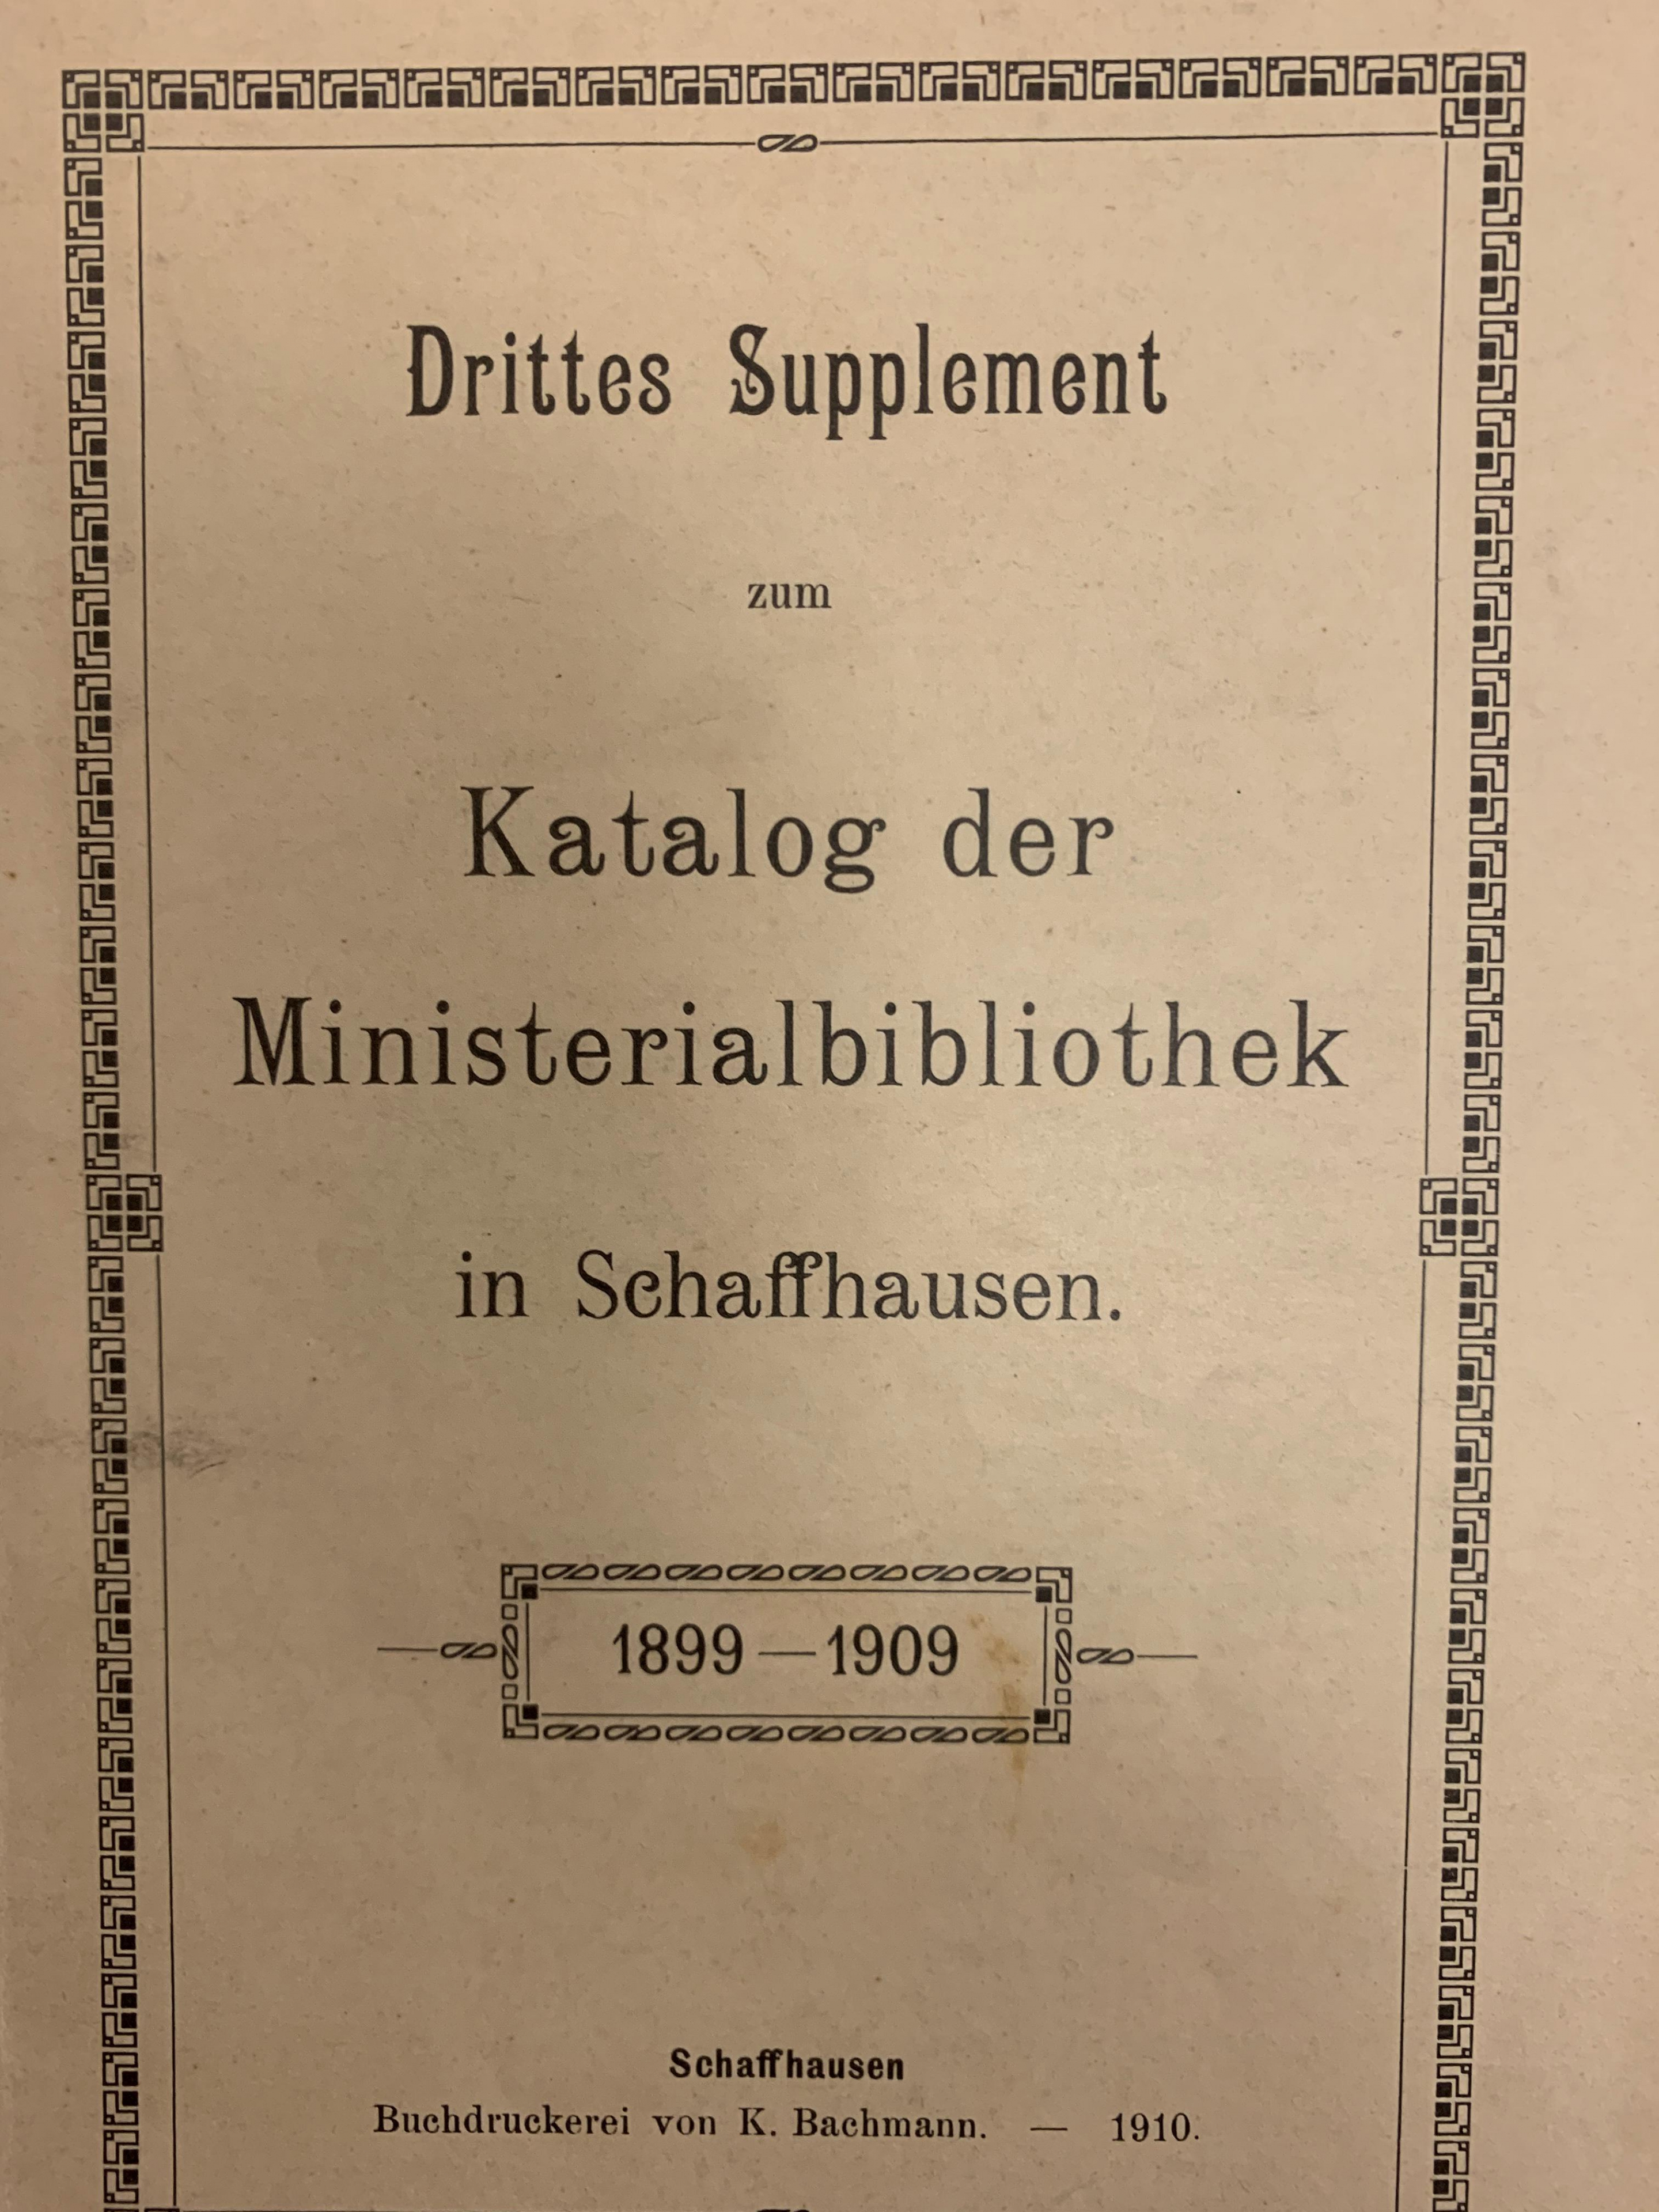 Drittes Supplement
zum
Katalog der
Ministerialbibliothek
in Schaffhausen.
1899—1909
Schaffhausen
Buchdruckerei von K. Bachmann. — 1910.